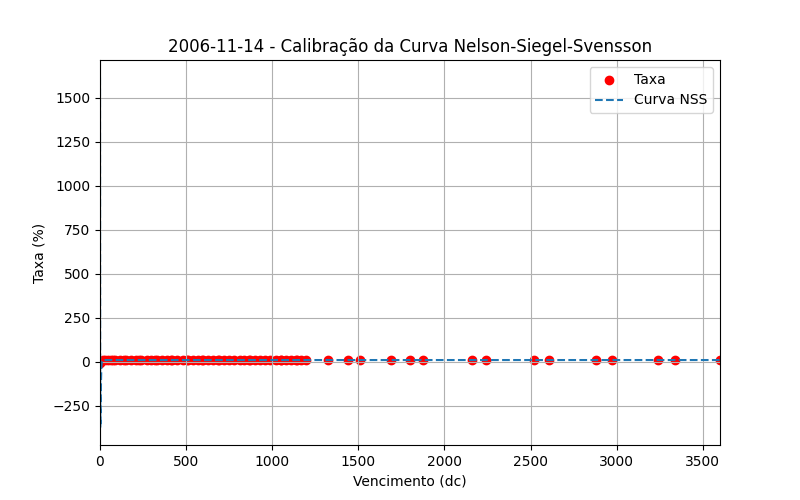 2006-11-14 - Calibração da Curva Nelson-Siegel-Svensson
Taxa
Curva NSS
1500
1250
1000
750
500
250
0
−250
Taxa (%)
0 500 1000 1500 2000 2500 3000 3500
Vencimento (dc)